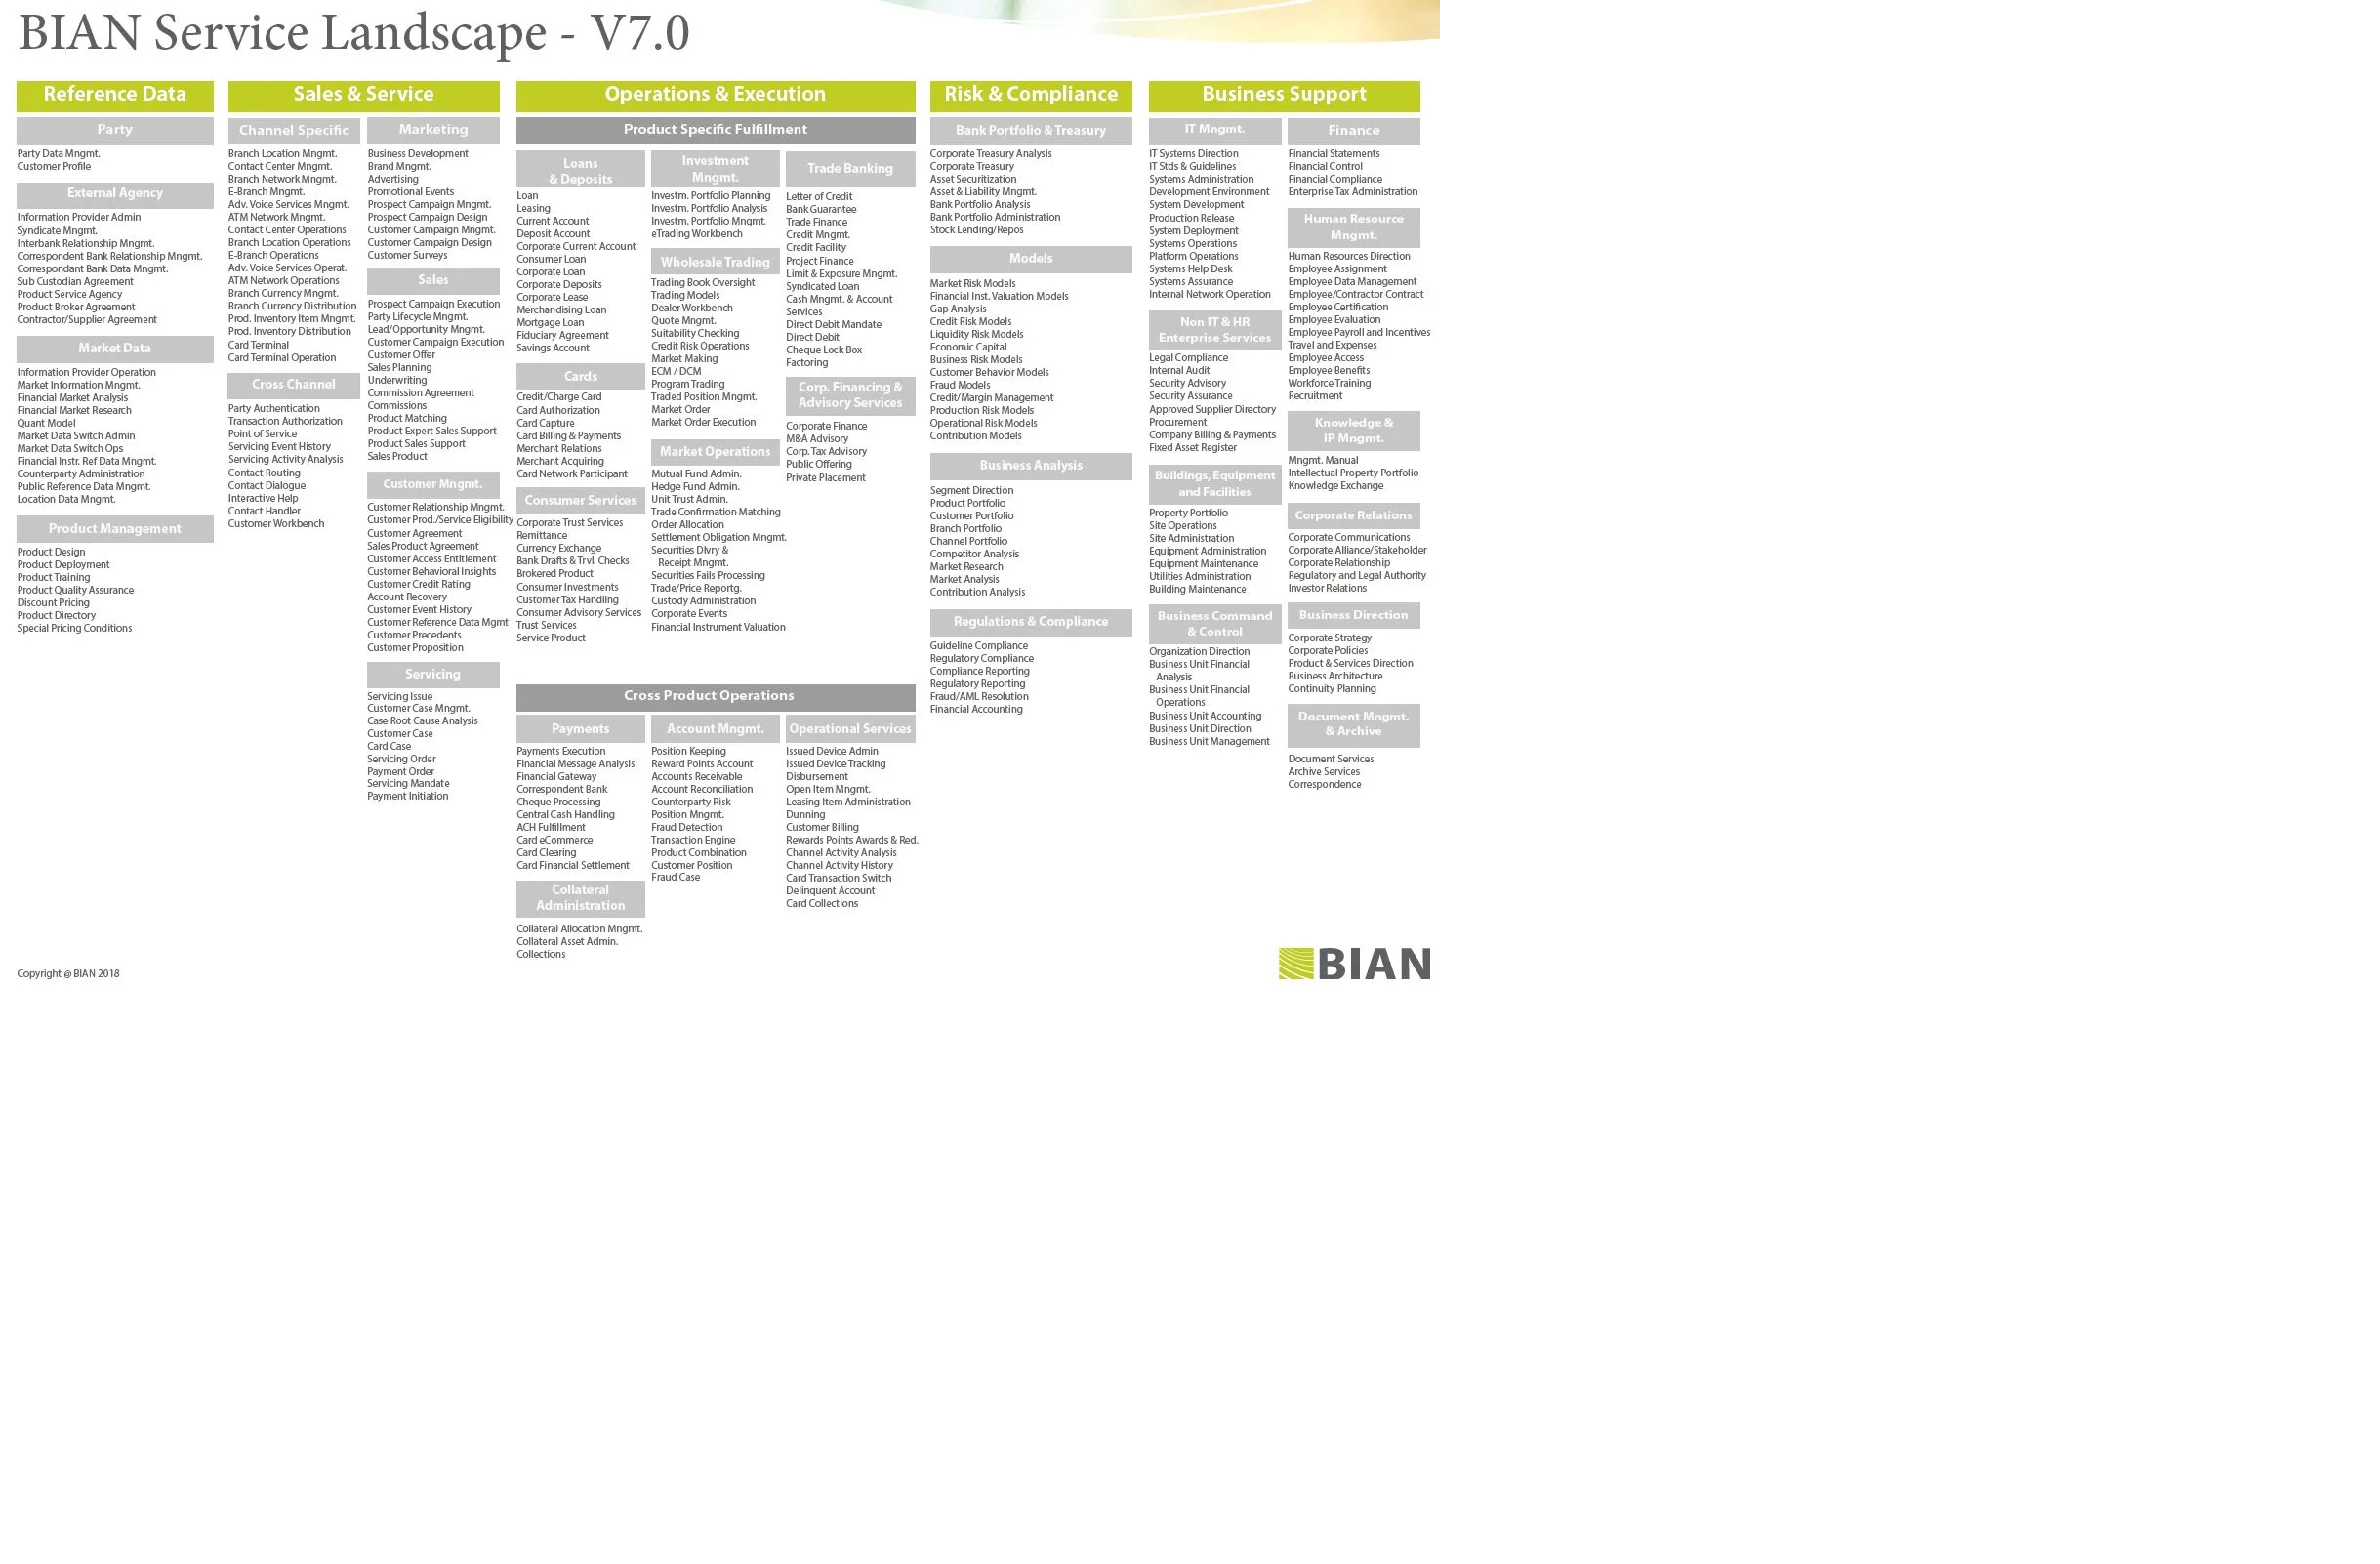 BIAN Service Landscape - V7.0
Reference Data
Party
Party Data Mngmt.
Customer Profile
External Agency
Information Provider Admin
Syndicate Mngmt.
Interbank Relationship Mngmt.
Correspondent Bank Relationship Mngmt.
Correspondant Bank Data Mngmt.
Sub Custodian Agreement
Product Service Agency
Product Broker Agreement
Contractor/Supplier Agreement
Market Data
Information Provider Operation
Market Information Mngmt.
Financial Market Analysis
Financial Market Research
Quant Model
Market Data Switch Admin
Market Data Switch Ops
Financial Instr. Ref Data Mngmt.
Counterparty Administration
Public Reference Data Mngmt.
Location Data Mngmt.
Product Management
Product Design
Product Deployment
Product Training
Product Quality Assurance
Discount Pricing
Product Directory
Special Pricing Conditions
Sales & Service
Channel Specific
Branch Location Mngmt.
Contact Center Mngmt.
Branch Network Mngmt.
E-Branch Mngmt.
Adv. Voice Services Mngmt.
ATM Network Mngmt.
Contact Center Operations
Branch Location Operations
E-Branch Operations
Adv. Voice Services Operat.
ATM Network Operations
Branch Currency Mngmt.
Branch Currency Distribution
Prod. Inventory Item Mngmt.
Prod. Inventory Distribution
Card Terminal
Card Terminal Operation
Cross Channel
Party Authentication
Transaction Authorization
Point of Service
Servicing Event History
Servicing Activity Analysis
Contact Routing
Contact Dialogue
Interactive Help
Contact Handler
Customer Workbench
Marketing
Business Development
Brand Mngmt.
Advertising
Promotional Events
Prospect Campaign Mngmt.
Prospect Campaign Design
Customer Campaign Mngmt.
Customer Campaign Design
Customer Surveys
Sales
Prospect Campaign Execution
Party Lifecycle Mngmt.
Lead/Opportunity Mngmt.
Customer Campaign Execution
Customer Offer
Sales Planning
Underwriting
Commission Agreement
Commissions
Product Matching
Product Expert Sales Support
Product Sales Support
Sales Product
Customer Mngmt.
Customer Relationship Mngmt.
Customer Prod./Service Eligibility
Customer Agreement
Sales Product Agreement
Customer Access Entitlement
Customer Behavioral Insights
Customer Credit Rating
Account Recovery
Customer Event History
Customer Reference Data Mgmt
Customer Precedents
Customer Proposition
Servicing
Servicing Issue
Customer Case Mngmt.
Case Root Cause Analysis
Customer Case
Card Case
Servicing Order
Payment Order
Servicing Mandate
Payment Initiation
Operations & Execution
Product Specific Fulfillment
Loans
& Deposits
Loan
Leasing
Current Account
Deposit Account
Corporate Current Account
Consumer Loan
Corporate Loan
Corporate Deposits
Corporate Lease
Merchandising Loan
Mortgage Loan
Fiduciary Agreement
Savings Account
Cards
Credit/Charge Card
Card Authorization
Card Capture
Card Billing & Payments
Merchant Relations
Merchant Acquiring
Card Network Participant
Consumer Services
Corporate Trust Services
Remittance
Currency Exchange
Bank Drafts & Trvl. Checks
Brokered Product
Consumer Investments
Customer Tax Handling
Consumer Advisory Services
Trust Services
Service Product
Investment
Mngmt.
Investm. Portfolio Planning
Investm. Portfolio Analysis
Investm. Portfolio Mngmt.
eTrading Workbench
Wholesale Trading
Trading Book Oversight
Trading Models
Dealer Workbench
Quote Mngmt.
Suitability Checking
Credit Risk Operations
Market Making
ECM / DCM
Program Trading
Traded Position Mngmt.
Market Order
Market Order Execution
Market Operations
Mutual Fund Admin.
Hedge Fund Admin.
Unit Trust Admin.
Trade Confirmation Matching
Order Allocation
Settlement Obligation Mngmt.
Securities Dlvry &
Receipt Mngmt.
Securities Fails Processing
Trade/Price Reportg.
Custody Administration
Corporate Events
Financial Instrument Valuation
Trade Banking
Letter of Credit
Bank Guarantee
Trade Finance
Credit Mngmt.
Credit Facility
Project Finance
Limit & Exposure Mngmt.
Syndicated Loan
Cash Mngmt. & Account
Services
Direct Debit Mandate
Direct Debit
Cheque Lock Box
Factoring
Corp. Financing &
Advisory Services
Corporate Finance
M&A Advisory
Corp. Tax Advisory
Public Offering
Private Placement
Cross Product Operations
Payments
Payments Execution
Financial Message Analysis
Financial Gateway
Correspondent Bank
Cheque Processing
Central Cash Handling
ACH Fulfillment
Card eCommerce
Card Clearing
Card Financial Settlement
Collateral
Administration
Collateral Allocation Mngmt.
Collateral Asset Admin.
Collections
Account Mngmt.
Position Keeping
Reward Points Account
Accounts Receivable
Account Reconciliation
Counterparty Risk
Position Mngmt.
Fraud Detection
Transaction Engine
Product Combination
Customer Position
Fraud Case
Operational Services
Issued Device Admin
Issued Device Tracking
Disbursement
Open Item Mngmt.
Leasing Item Administration
Dunning
Customer Billing
Rewards Points Awards & Red.
Channel Activity Analysis
Channel Activity History
Card Transaction Switch
Delinquent Account
Card Collections
Risk & Compliance
Bank Portfolio & Treasury
Corporate Treasury Analysis
Corporate Treasury
Asset Securitization
Asset & Liability Mngmt.
Bank Portfolio Analysis
Bank Portfolio Administration
Stock Lending/Repos
Models
Market Risk Models
Financial Inst. Valuation Models
Gap Analysis
Credit Risk Models
Liquidity Risk Models
Economic Capital
Business Risk Models
Customer Behavior Models
Fraud Models
Credit/Margin Management
Production Risk Models
Operational Risk Models
Contribution Models
Business Analysis
Segment Direction
Product Portfolio
Customer Portfolio
Branch Portfolio
Channel Portfolio
Competitor Analysis
Market Research
Market Analysis
Contribution Analysis
Regulations & Compliance
Guideline Compliance
Regulatory Compliance
Compliance Reporting
Regulatory Reporting
Fraud/AML Resolution
Financial Accounting
Business Support
IT Mngmt.
IT Systems Direction
IT Stds & Guidelines
Systems Administration
Development Environment
System Development
Production Release
System Deployment
Systems Operations
Platform Operations
Systems Help Desk
Systems Assurance
Internal Network Operation
Non IT & HR
Enterprise Services
Legal Compliance
Internal Audit
Security Advisory
Security Assurance
Approved Supplier Directory
Procurement
Company Billing & Payments
Fixed Asset Register
Buildings, Equipment
and Facilities
Property Portfolio
Site Operations
Site Administration
Equipment Administration
Equipment Maintenance
Utilities Administration
Building Maintenance
Business Command
& Control
Organization Direction
Business Unit Financial
Analysis
Business Unit Financial
Operations
Business Unit Accounting
Business Unit Direction
Business Unit Management
Finance
Financial Statements
Financial Control
Financial Compliance
Enterprise Tax Administration
Human Resource
Mngmt.
Human Resources Direction
Employee Assignment
Employee Data Management
Employee/Contractor Contract
Employee Certification
Employee Evaluation
Employee Payroll and Incentives
Travel and Expenses
Employee Access
Employee Benefits
Workforce Training
Recruitment
Knowledge &
IP Mngmt.
Mngmt. Manual
Intellectual Property Portfolio
Knowledge Exchange
Corporate Relations
Corporate Communications
Corporate Alliance/Stakeholder
Corporate Relationship
Regulatory and Legal Authority
Investor Relations
Business Direction
Corporate Strategy
Corporate Policies
Product & Services Direction
Business Architecture
Continuity Planning
Document Mngmt.
& Archive
Document Services
Archive Services
Correspondence
Copyright @ BIAN 2018
BIAN